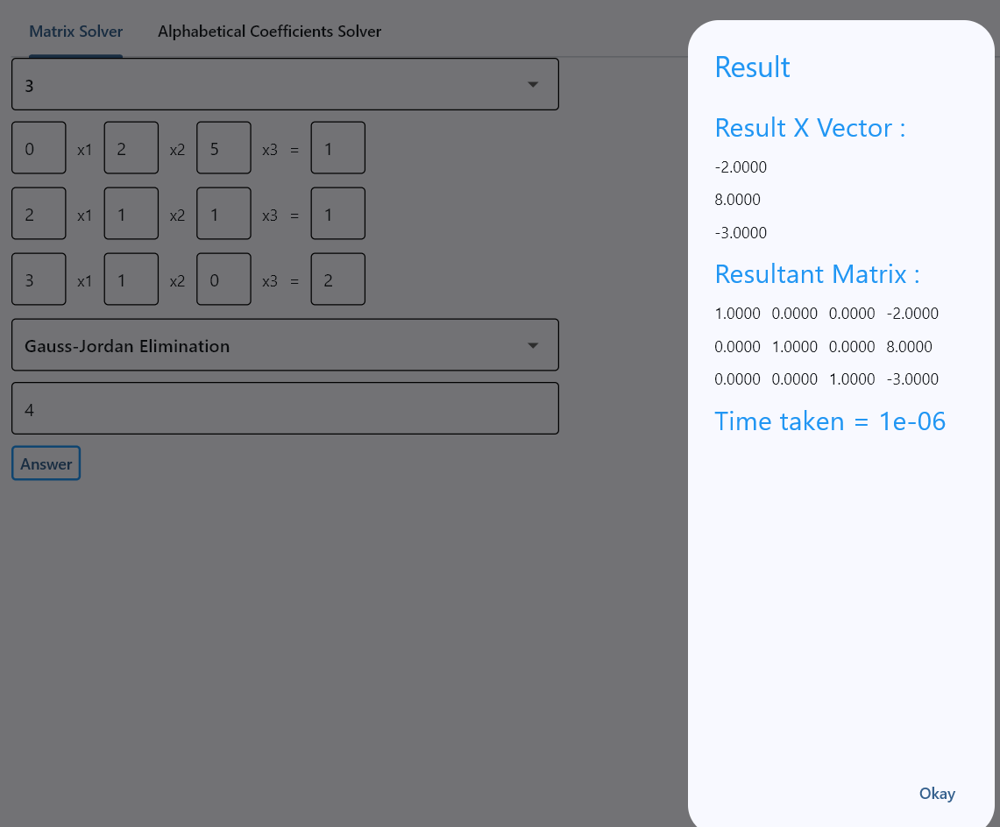 Matrix Solver Alphabetical Coefficients Solver
3
0 x1 2 x2 5 x3 = 1
2 x1 1 x2 1 x3 = 1
3 x1 1 x2 0 x3 = 2
Gauss-Jordan Elimination
4
Answer
Result
Result X Vector :
-2.0000
8.0000
-3.0000
Resultant Matrix :
1.0000 0.0000 0.0000 -2.0000
0.0000 1.0000 0.0000 8.0000
0.0000 0.0000 1.0000 -3.0000
Time taken = 1e-06
Okay